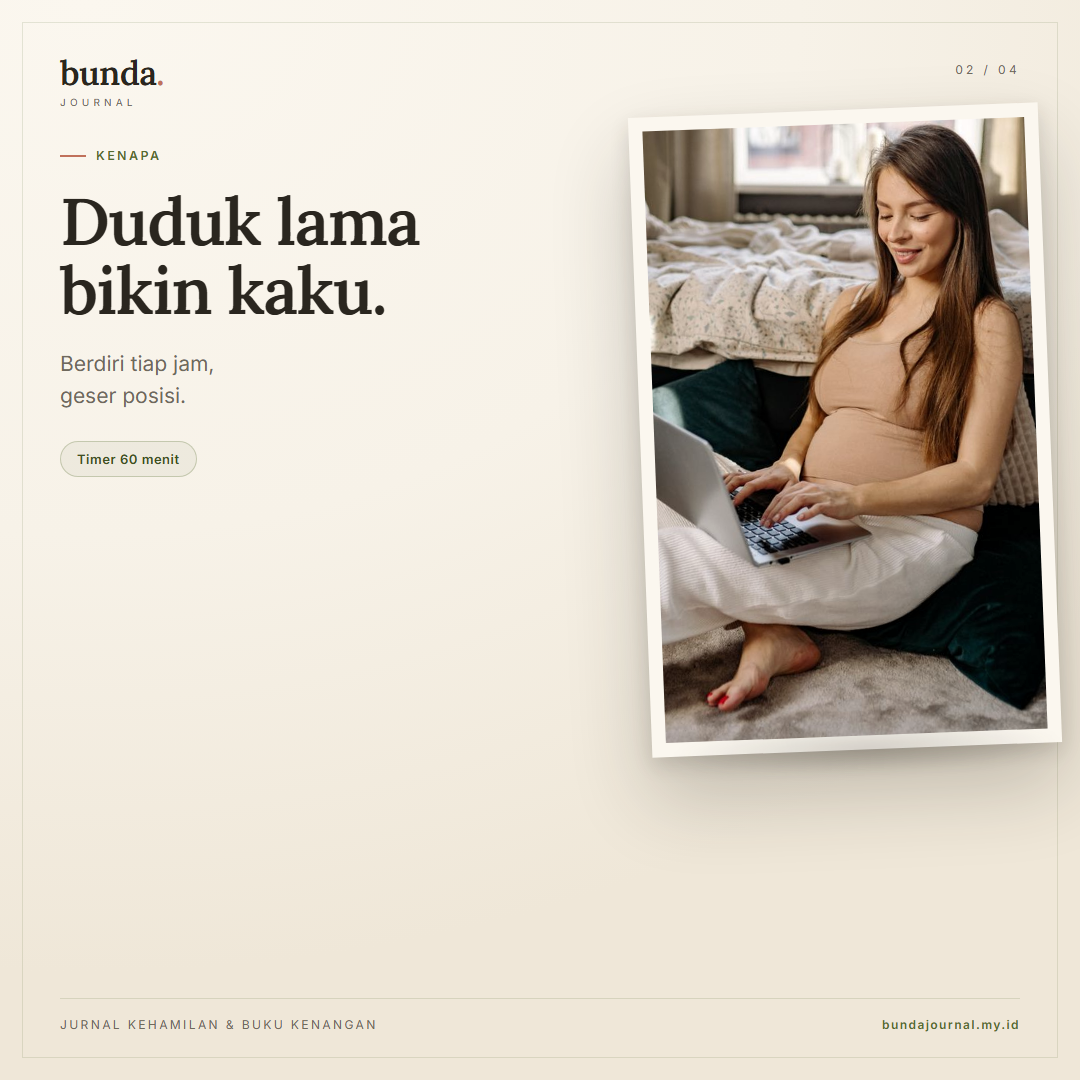 bunda.
JOURNAL
02 / 04
KENAPA
Duduk lama
bikin kaku.
Berdiri tiap jam,
geser posisi.
Timer 60 menit
JURNAL KEHAMILAN & BUKU KENANGAN
bundajournal.my.id